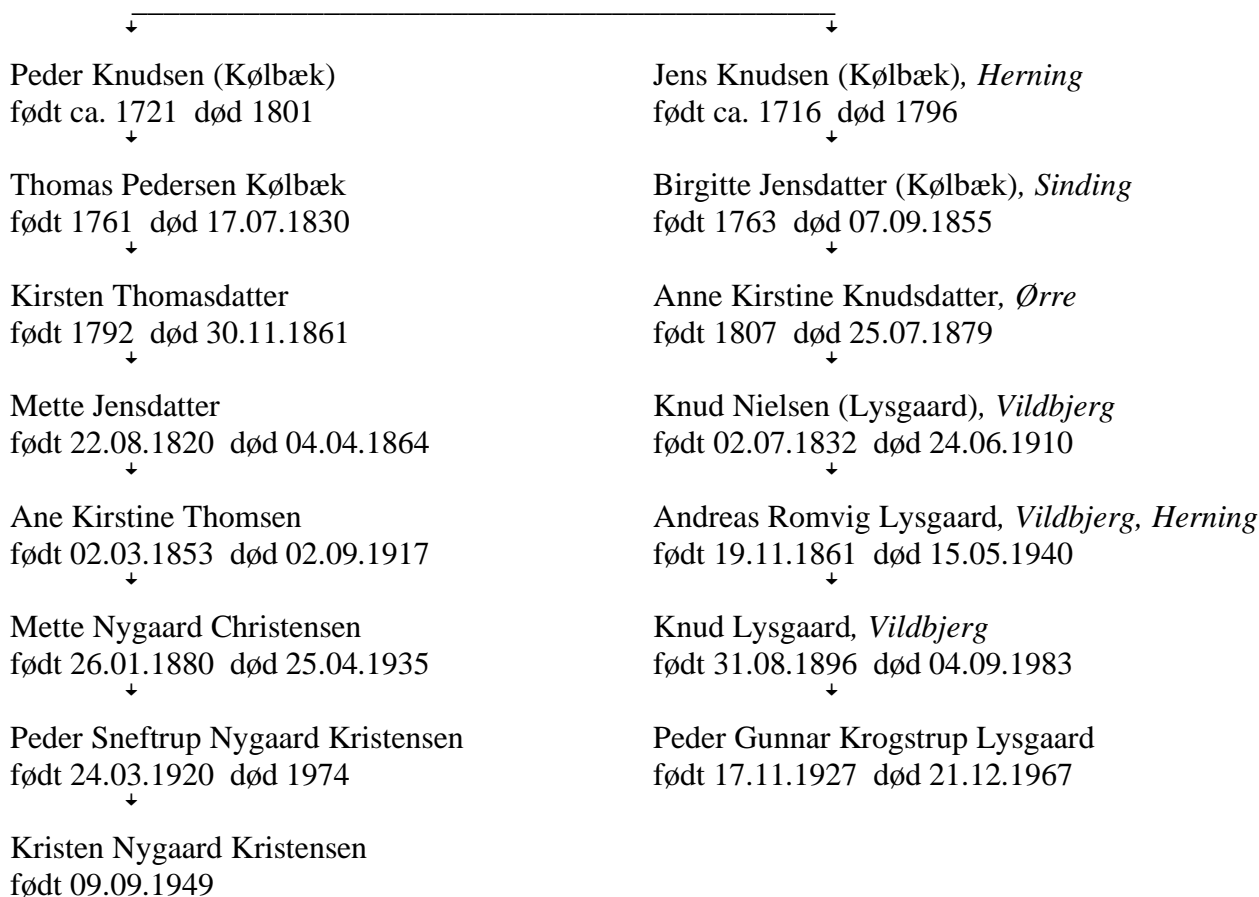 Peder Knudsen (Kølbæk)
født ca. 1721 død 1801
Thomas Pedersen Kølbæk
født 1761 død 17.07.1830
Kirsten Thomasdatter
født 1792 død 30.11.1861
Mette Jensdatter
født 22.08.1820 død 04.04.1864
Ane Kirstine Thomsen
født 02.03.1853 død 02.09.1917
Mette Nygaard Christensen
født 26.01.1880 død 25.04.1935
Peder Sneftrup Nygaard Kristensen
født 24.03.1920 død 1974
Kristen Nygaard Kristensen
født 09.09.1949
Jens Knudsen (Kølbæk), Herning
født ca. 1716 død 1796
Birgitte Jensdatter (Kølbæk), Sinding
født 1763 død 07.09.1855
Anne Kirstine Knudsdatter, Ørre
født 1807 død 25.07.1879
Knud Nielsen (Lysgaard), Vildbjerg
født 02.07.1832 død 24.06.1910
Andreas Romvig Lysgaard, Vildbjerg, Herning
født 19.11.1861 død 15.05.1940
Knud Lysgaard, Vildbjerg
født 31.08.1896 død 04.09.1983
Peder Gunnar Krogstrup Lysgaard
født 17.11.1927 død 21.12.1967